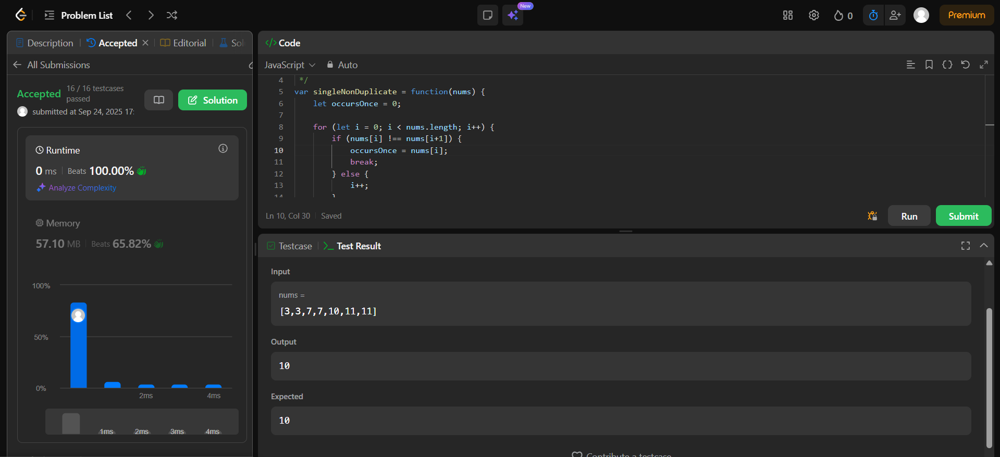 Problem List
New
0
Premium
Description
Accepted
Editorial
All Submissions
Accepted
16 / 16 testcases
passed
submitted at Sep 24, 2025 17:
Solution
Runtime
0 ms
Beats 100.00%
Analyze Complexity
Memory
57.10 MB
Beats 65.82%
100%
50%
0%
2ms
4ms
1ms
2ms
3ms
4ms
</> Code
JavaScript
Auto
4 */
5 var singleNonDuplicate = function(nums) {
6 let occursOnce = 0;
7
8 for (let i = 0; i < nums.length; i++) {
9 if (nums[i] !== nums[i+1]) {
10 occursOnce = nums[i];
11 break;
12 } else {
13 i++;
14 }
Ln 10, Col 30
Saved
Run
Submit
Testcase
Test Result
Input
nums =
[3,3,7,7,10,11,11]
Output
10
Expected
10
Contribute a testcase